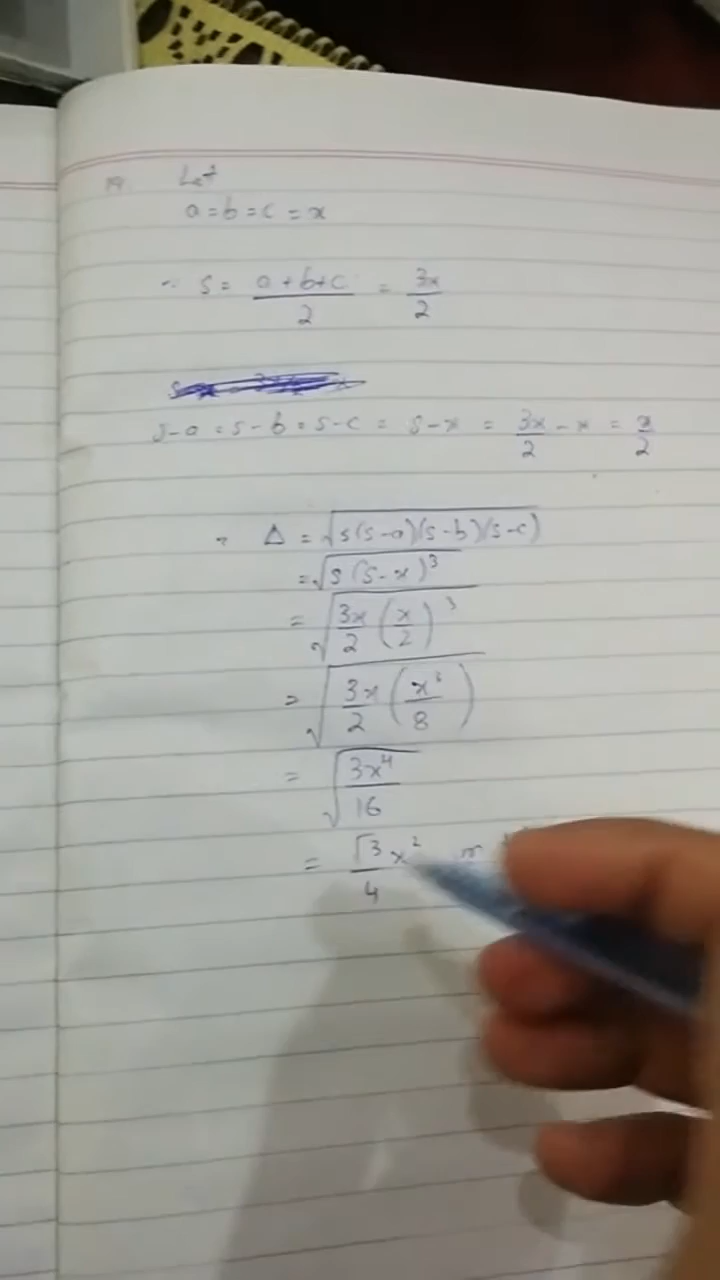 19 Let
a = b = c = x
∵ s = (a+b+c)/2 = 3x/2
s-a = s-b = s-c = s-x = 3x/2 - x = x/2
∴ Δ = √(s(s-a)(s-b)(s-c))
= √(s(s-x)³)
= √(3x/2 (x/2)³)
= √(3x/2 (x³/8))
= √(3x⁴/16)
= √3/4 x²